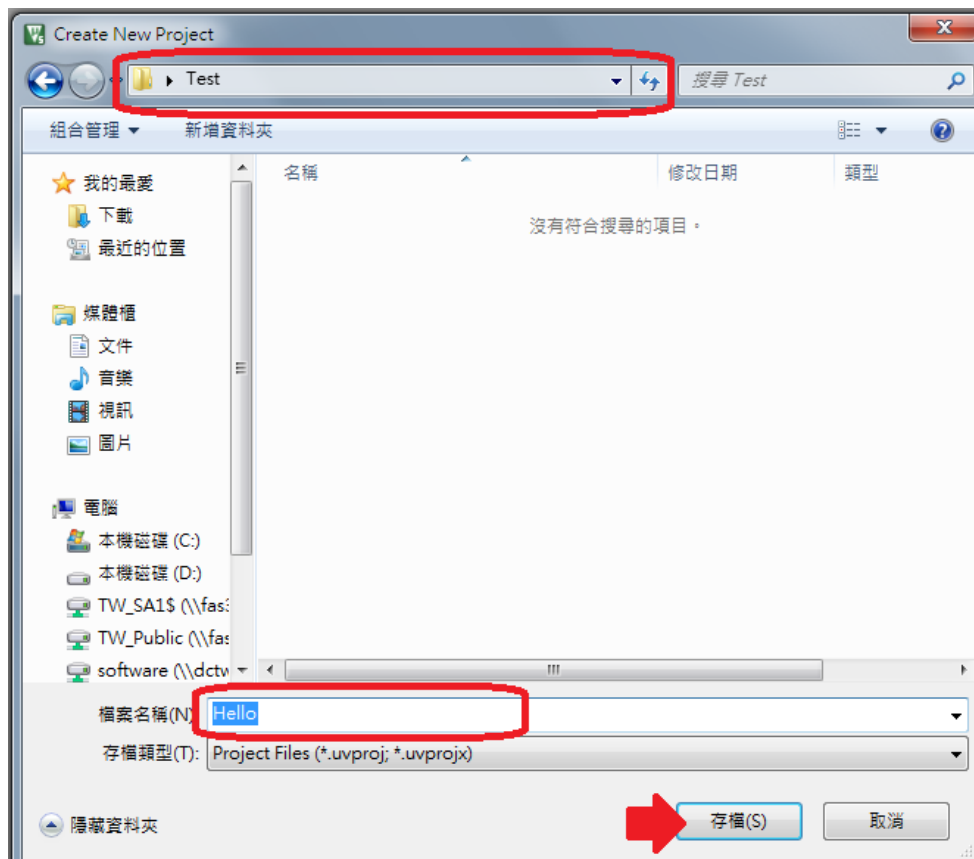 Create New Project
Test
搜尋 Test
組合管理
新增資料夾
名稱
修改日期
類型
沒有符合搜尋的項目。
我的最愛
下載
最近的位置
媒體櫃
文件
音樂
視訊
圖片
電腦
本機磁碟 (C:)
本機磁碟 (D:)
TW_SA1$ (\\fas3
TW_Public (\\fas
software (\\dctw
檔案名稱(N)
Hello
存檔類型(T): Project Files (*.uvproj; *.uvprojx)
隱藏資料夾
存檔(S)
取消